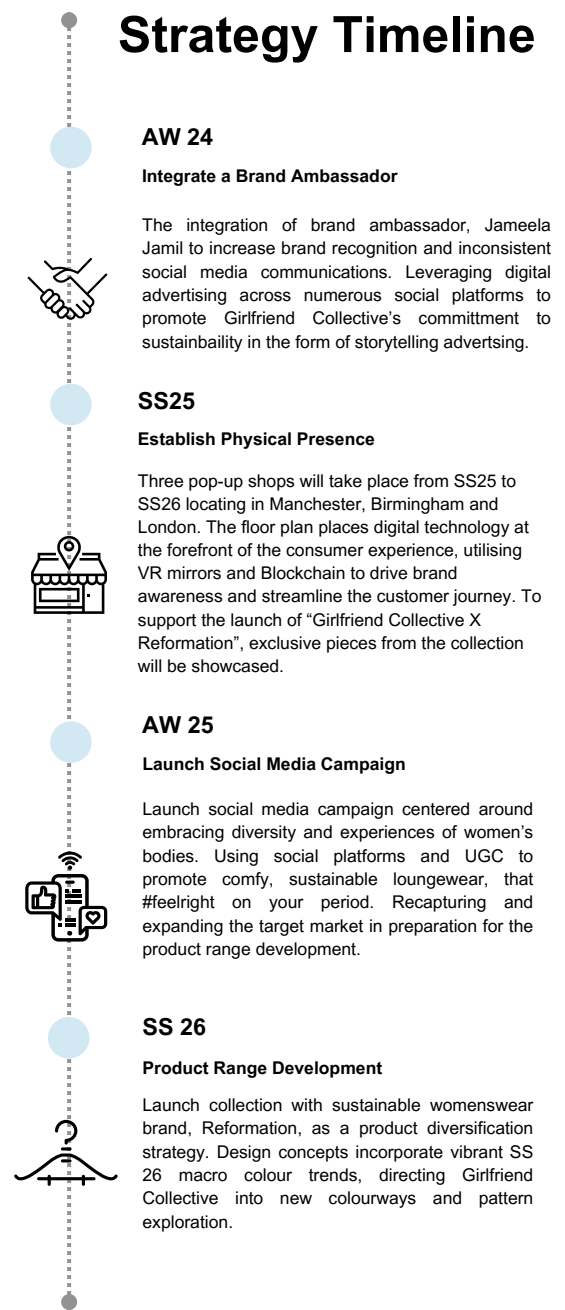 Strategy Timeline
AW 24
Integrate a Brand Ambassador
The integration of brand ambassador, Jameela
Jamil to increase brand recognition and inconsistent
social media communications. Leveraging digital
advertising across numerous social platforms to
promote Girlfriend Collective's committment to
sustainbaility in the form of storytelling advertsing.
SS25
Establish Physical Presence
Three pop-up shops will take place from SS25 to
SS26 locating in Manchester, Birmingham and
London. The floor plan places digital technology at
the forefront of the consumer experience, utilising
VR mirrors and Blockchain to drive brand
awareness and streamline the customer journey. To
support the launch of “Girlfriend Collective X
Reformation”, exclusive pieces from the collection
will be showcased.
AW 25
Launch Social Media Campaign
Launch social media campaign centered around
embracing diversity and experiences of women's
bodies. Using social platforms and UGC to
promote comfy, sustainable loungewear, that
#feelright on your period. Recapturing and
expanding the target market in preparation for the
product range development.
SS 26
Product Range Development
Launch collection with sustainable womenswear
brand, Reformation, as a product diversification
strategy. Design concepts incorporate vibrant SS
26 macro colour trends, directing Girlfriend
Collective into new colourways and pattern
exploration.